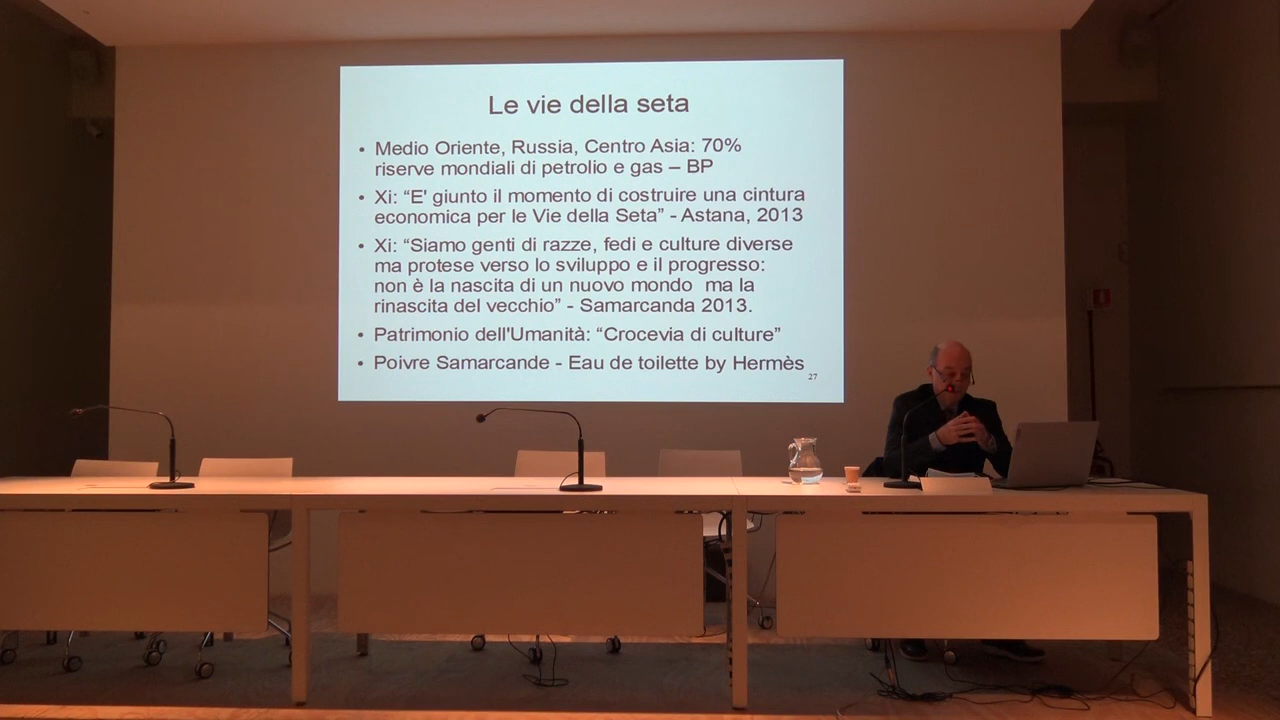 Le vie della seta
• Medio Oriente, Russia, Centro Asia: 70%
riserve mondiali di petrolio e gas – BP
• Xi: “E' giunto il momento di costruire una cintura
economica per le Vie della Seta” - Astana, 2013
• Xi: “Siamo genti di razze, fedi e culture diverse
ma protese verso lo sviluppo e il progresso:
non è la nascita di un nuovo mondo  ma la
rinascita del vecchio” - Samarcanda 2013.
• Patrimonio dell'Umanità: “Crocevia di culture”
• Poivre Samarcande - Eau de toilette by Hermès
27